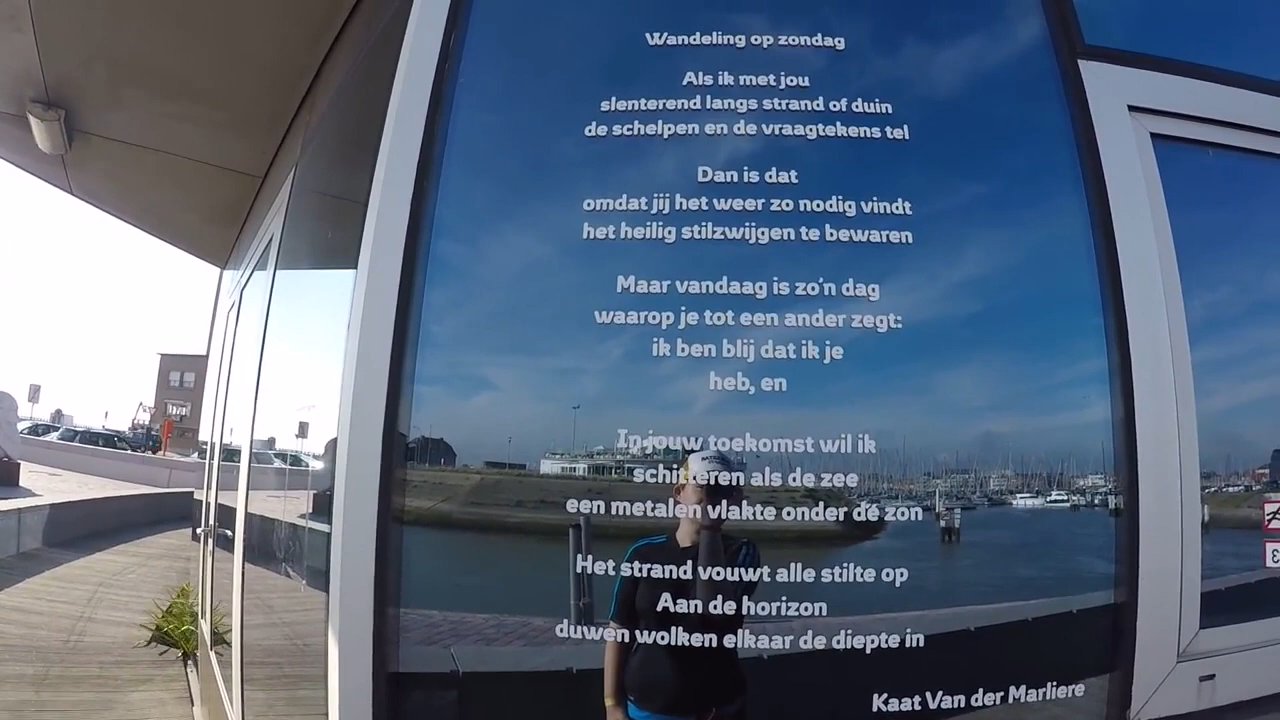 Wandeling op zondag
Als ik met jou
slenterend langs strand of duin
de schelpen en de vraagtekens tel
Dan is dat
omdat jij het weer zo nodig vindt
het heilig stilzwijgen te bewaren
Maar vandaag is zo'n dag
waarop je tot een ander zegt:
ik ben blij dat ik je
heb, en
In jouw toekomst wil ik
schitteren als de zee
een metalen vlakte onder de zon
Het strand vouwt alle stilte op
Aan de horizon
duwen wolken elkaar de diepte in
Kaat Van der Marliere